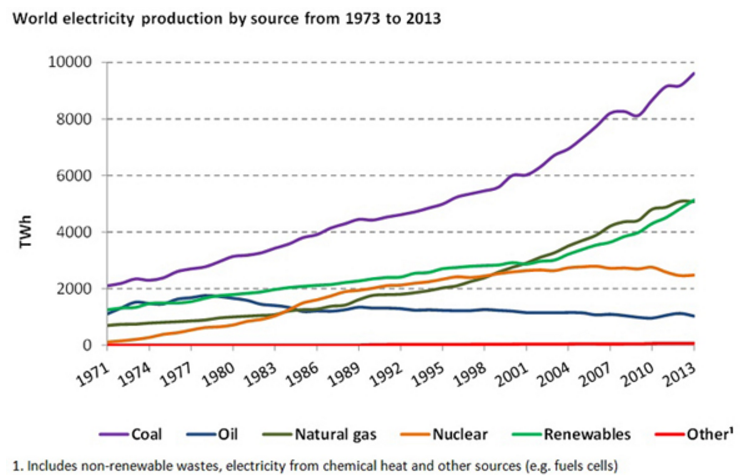 World electricity production by source from 1973 to 2013
10000
8000
6000
4000
2000
0
TWh
1971 1974 1977 1980 1983 1986 1989 1992 1995 1998 2001 2004 2007 2010 2013
Coal Oil Natural gas Nuclear Renewables Other¹
1. Includes non-renewable wastes, electricity from chemical heat and other sources (e.g. fuels cells)